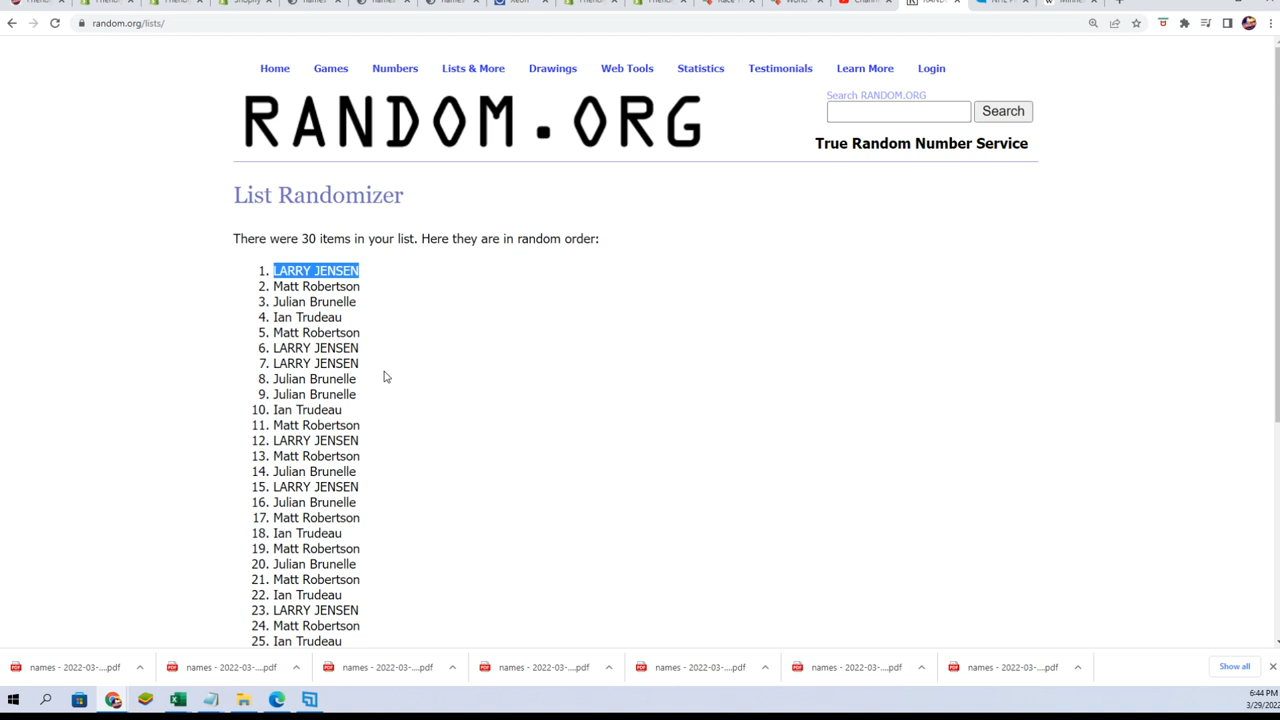 random.org/lists/
Home Games Numbers Lists & More Drawings Web Tools Statistics Testimonials Learn More Login
RANDOM.ORG
Search RANDOM.ORG
Search
True Random Number Service
List Randomizer
There were 30 items in your list. Here they are in random order:
1. LARRY JENSEN
2. Matt Robertson
3. Julian Brunelle
4. Ian Trudeau
5. Matt Robertson
6. LARRY JENSEN
7. LARRY JENSEN
8. Julian Brunelle
9. Julian Brunelle
10. Ian Trudeau
11. Matt Robertson
12. LARRY JENSEN
13. Matt Robertson
14. Julian Brunelle
15. LARRY JENSEN
16. Julian Brunelle
17. Matt Robertson
18. Ian Trudeau
19. Matt Robertson
20. Julian Brunelle
21. Matt Robertson
22. Ian Trudeau
23. LARRY JENSEN
24. Matt Robertson
25. Ian Trudeau
names - 2022-03-....pdf names - 2022-03-....pdf names - 2022-03-....pdf names - 2022-03-....pdf names - 2022-03-....pdf names - 2022-03-....pdf names - 2022-03-....pdf Show all
6:44 PM
3/29/2022